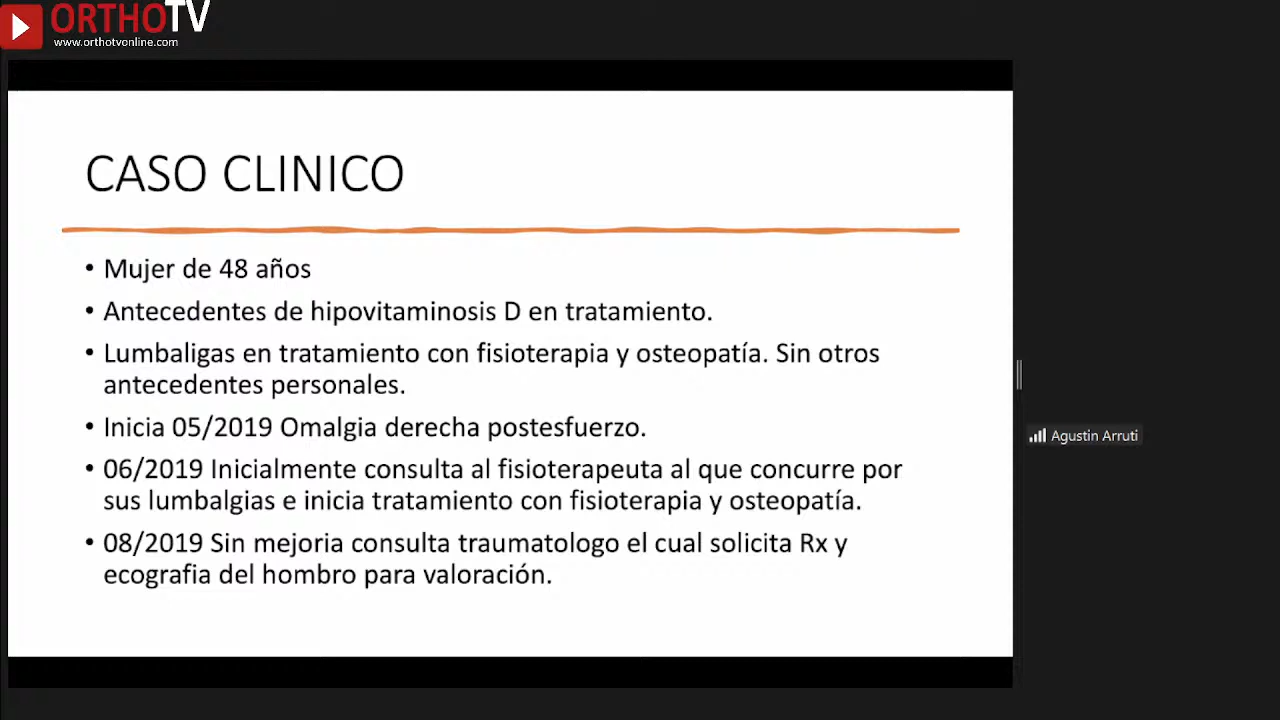 ORTHOTV
www.orthotvonline.com
CASO CLINICO
• Mujer de 48 años
• Antecedentes de hipovitaminosis D en tratamiento.
• Lumbaligas en tratamiento con fisioterapia y osteopatía. Sin otros
antecedentes personales.
• Inicia 05/2019 Omalgia derecha postesfuerzo.
• 06/2019 Inicialmente consulta al fisioterapeuta al que concurre por
sus lumbalgias e inicia tratamiento con fisioterapia y osteopatía.
• 08/2019 Sin mejoria consulta traumatologo el cual solicita Rx y
ecografia del hombro para valoración.
Agustin Arruti